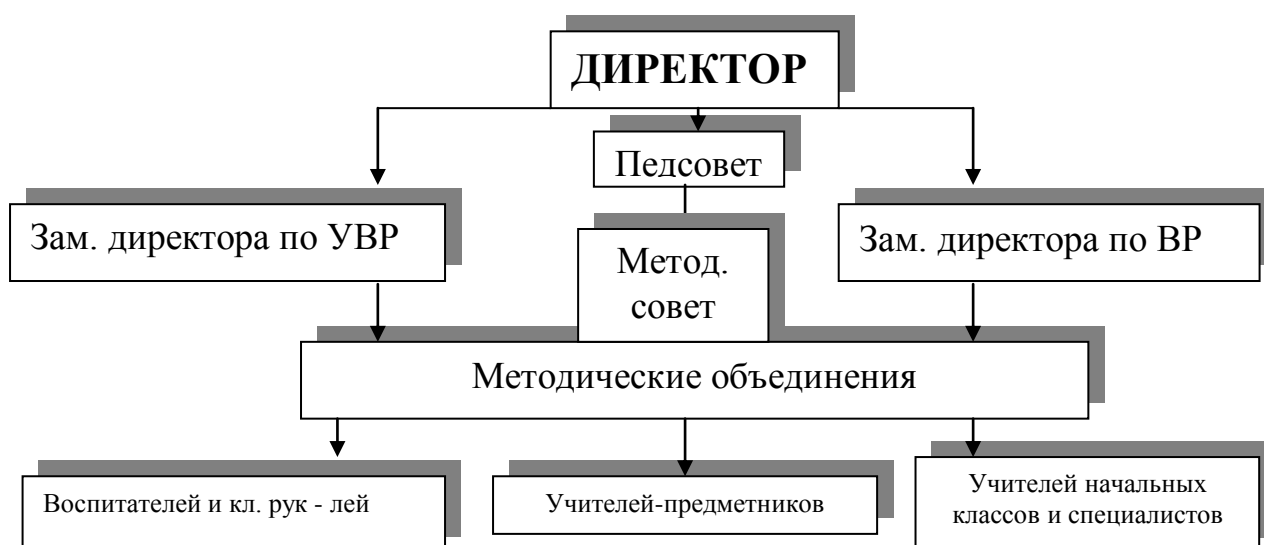 ДИРЕКТОР
Педсовет
Зам. директора по УВР
Метод.
совет
Зам. директора по ВР
Методические объединения
Воспитателей и кл. рук - лей
Учителей-предметников
Учителей начальных
классов и специалистов